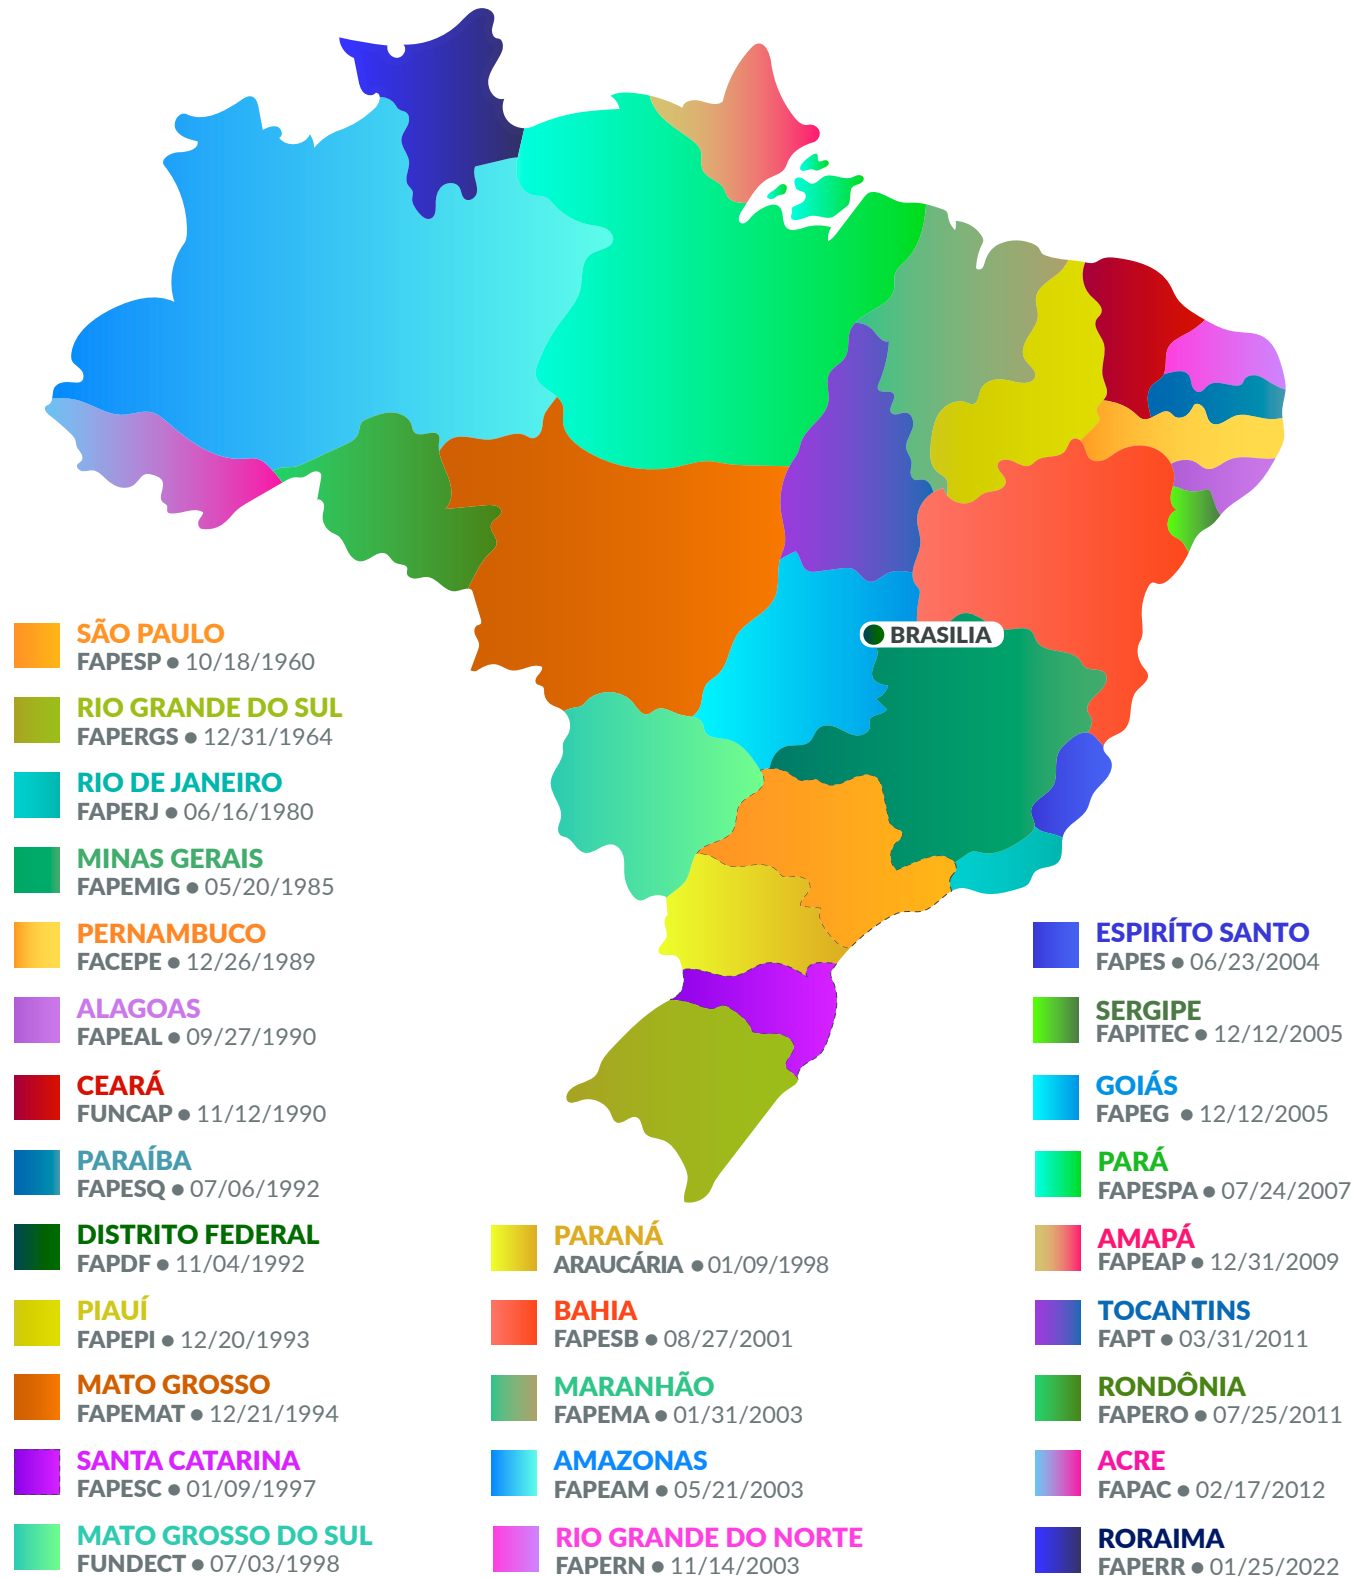 BRASILIA
SÃO PAULO
FAPESP ● 10/18/1960
RIO GRANDE DO SUL
FAPERGS ● 12/31/1964
RIO DE JANEIRO
FAPERJ ● 06/16/1980
MINAS GERAIS
FAPEMIG ● 05/20/1985
PERNAMBUCO
FACEPE ● 12/26/1989
ALAGOAS
FAPEAL ● 09/27/1990
CEARÁ
FUNCAP ● 11/12/1990
PARAÍBA
FAPESQ ● 07/06/1992
DISTRITO FEDERAL
FAPDF ● 11/04/1992
PIAUÍ
FAPEPI ● 12/20/1993
MATO GROSSO
FAPEMAT ● 12/21/1994
SANTA CATARINA
FAPESC ● 01/09/1997
MATO GROSSO DO SUL
FUNDECT ● 07/03/1998
PARANÁ
ARAUCÁRIA ● 01/09/1998
BAHIA
FAPESB ● 08/27/2001
MARANHÃO
FAPEMA ● 01/31/2003
AMAZONAS
FAPEAM ● 05/21/2003
RIO GRANDE DO NORTE
FAPERN ● 11/14/2003
ESPIRÍTO SANTO
FAPES ● 06/23/2004
SERGIPE
FAPITEC ● 12/12/2005
GOIÁS
FAPEG ● 12/12/2005
PARÁ
FAPESPA ● 07/24/2007
AMAPÁ
FAPEAP ● 12/31/2009
TOCANTINS
FAPT ● 03/31/2011
RONDÔNIA
FAPERO ● 07/25/2011
ACRE
FAPAC ● 02/17/2012
RORAIMA
FAPERR ● 01/25/2022